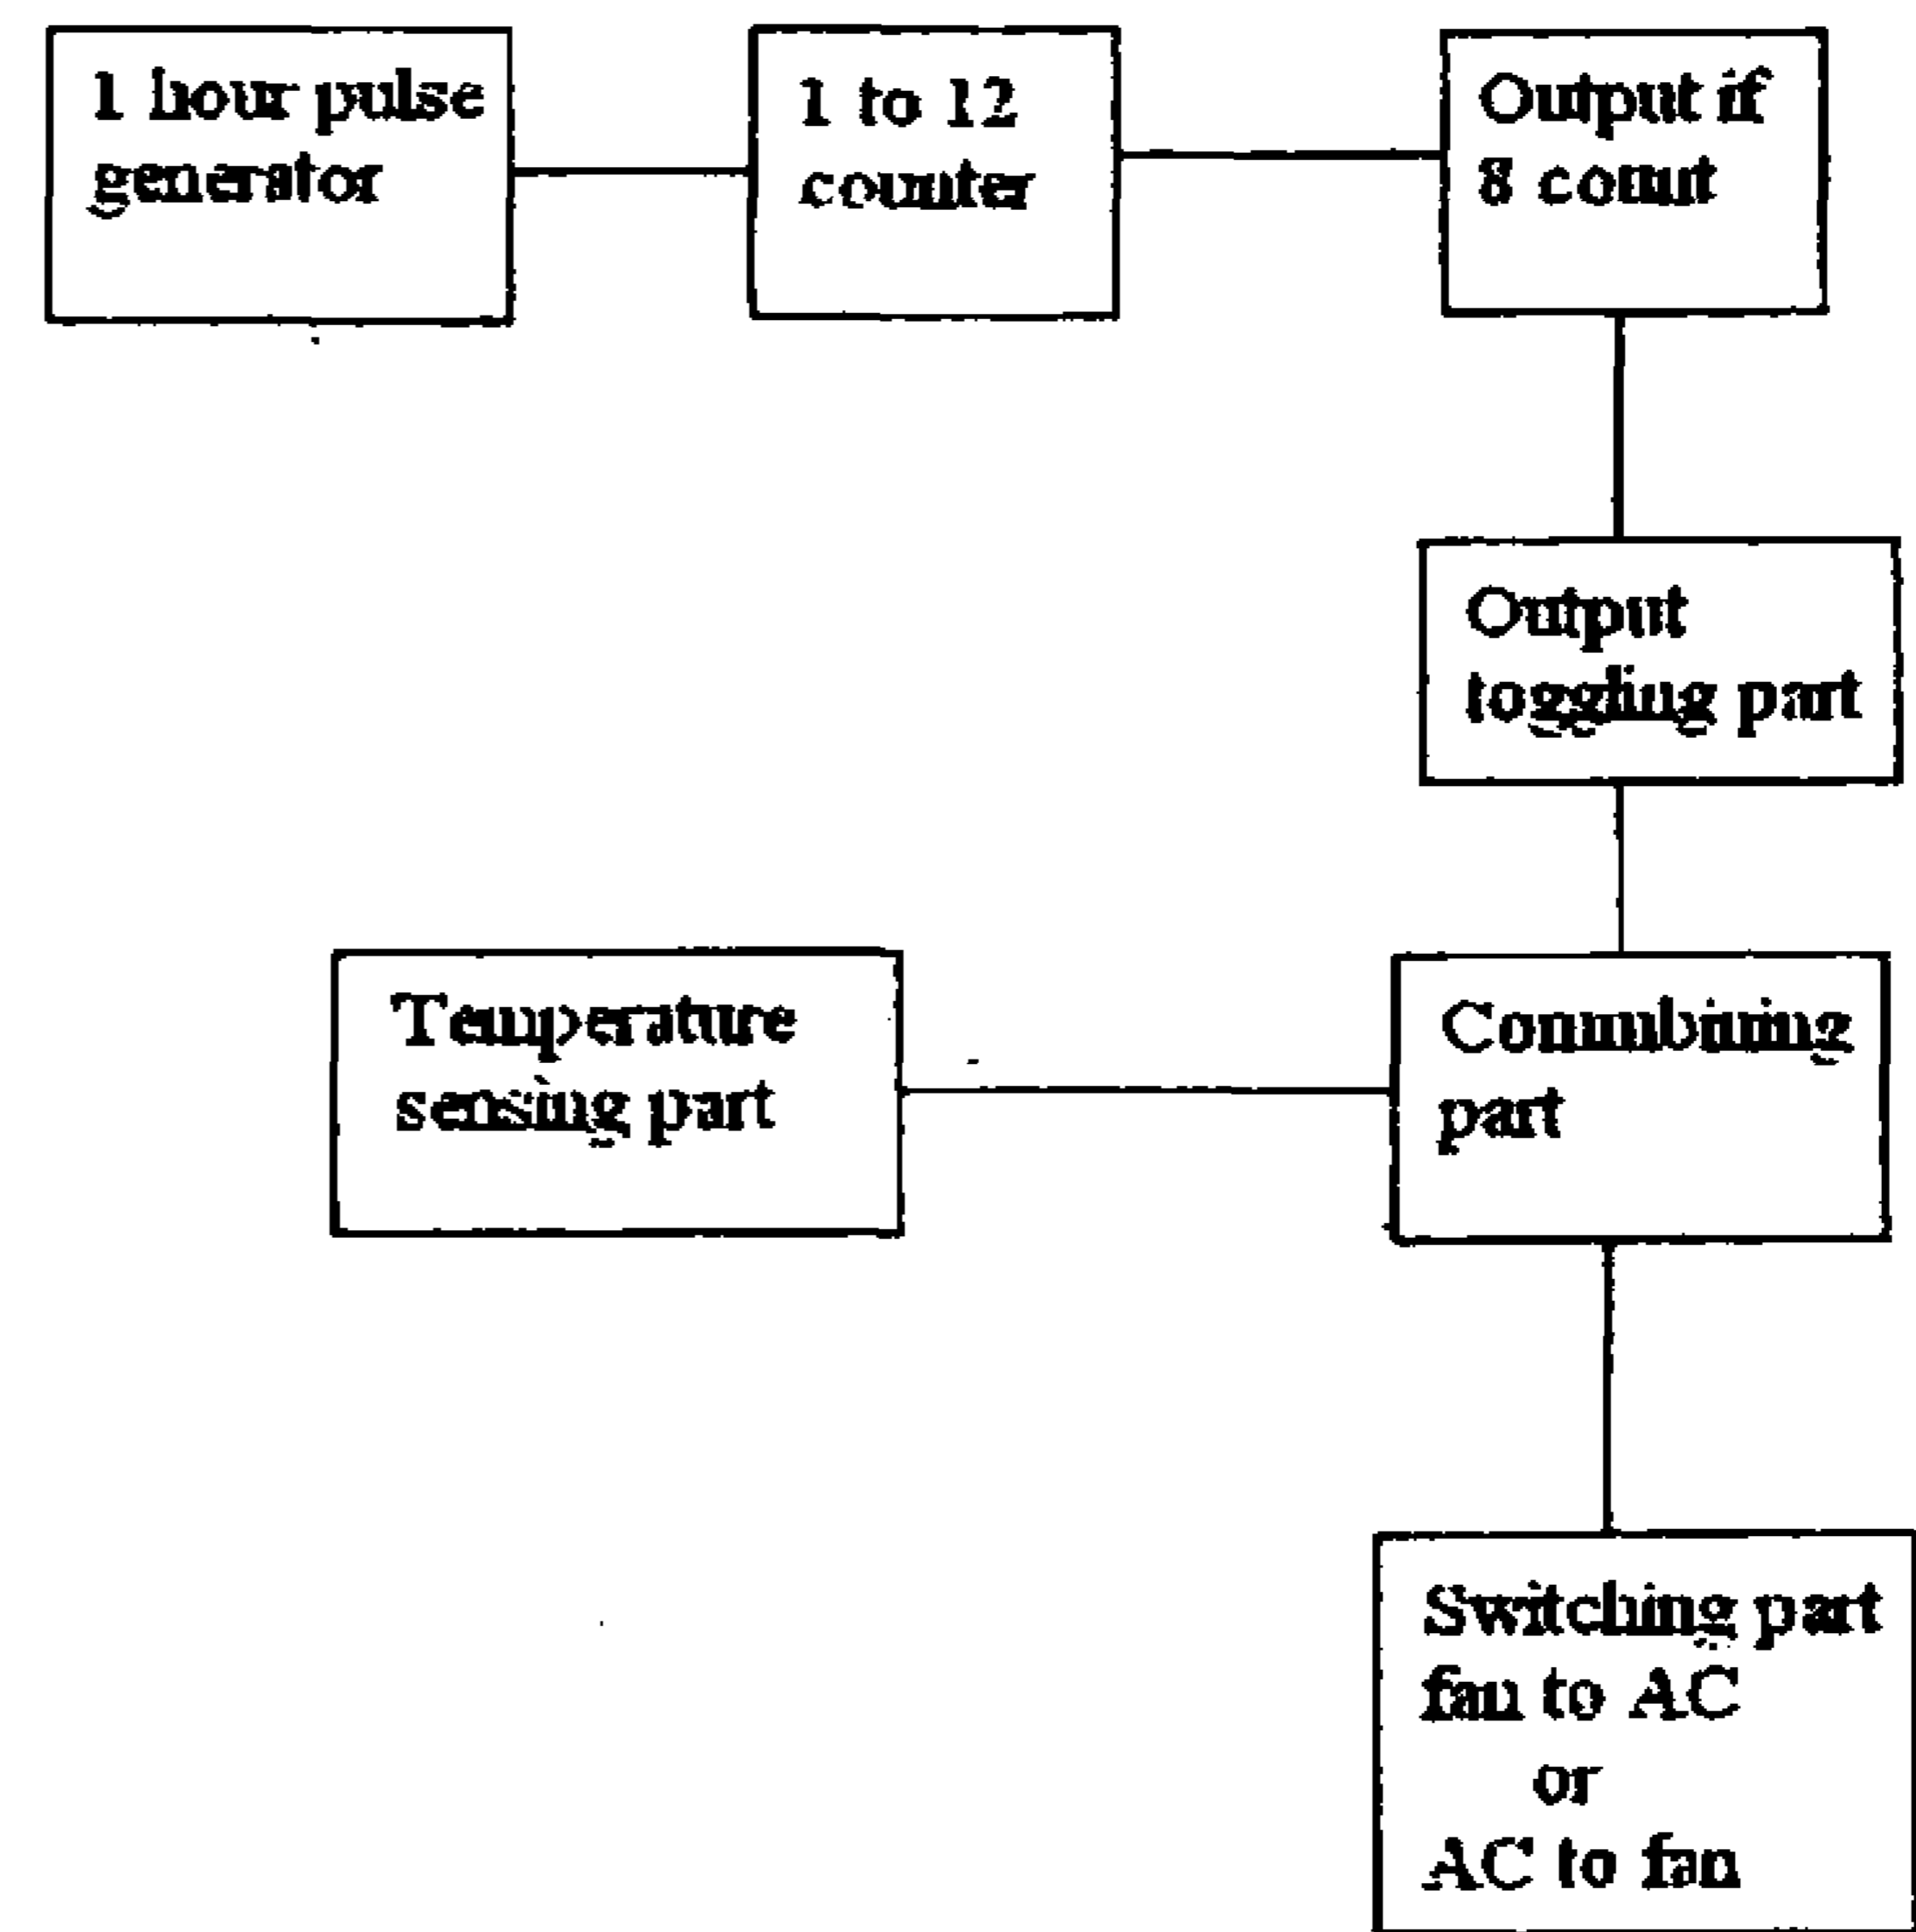 1 hour pulse
generator
1 to 12
counter
Output if
8 count
Output
toggling part
Temperature
sensing part
Combining
part
Switching part
fan to AC
or
AC to fan